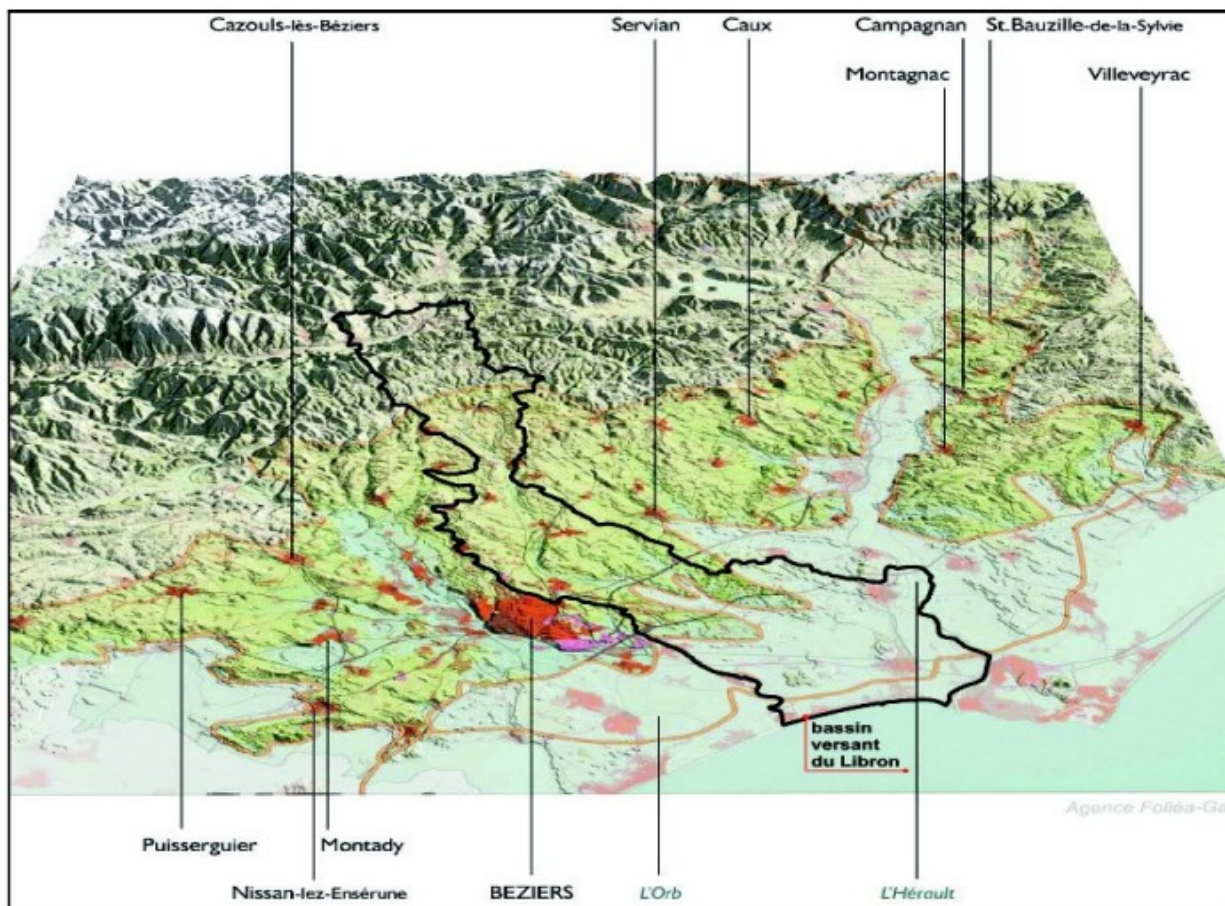 Cazouls-lès-Béziers
Servian
Caux
Campagnan
St.Bauzille-de-la-Sylvie
Montagnac
Villeveyrac
bassin
versant
du Libron
Agence Folléa-Ga
Puisserguier
Montady
Nissan-lez-Ensérune
BEZIERS
L'Orb
L'Hérault